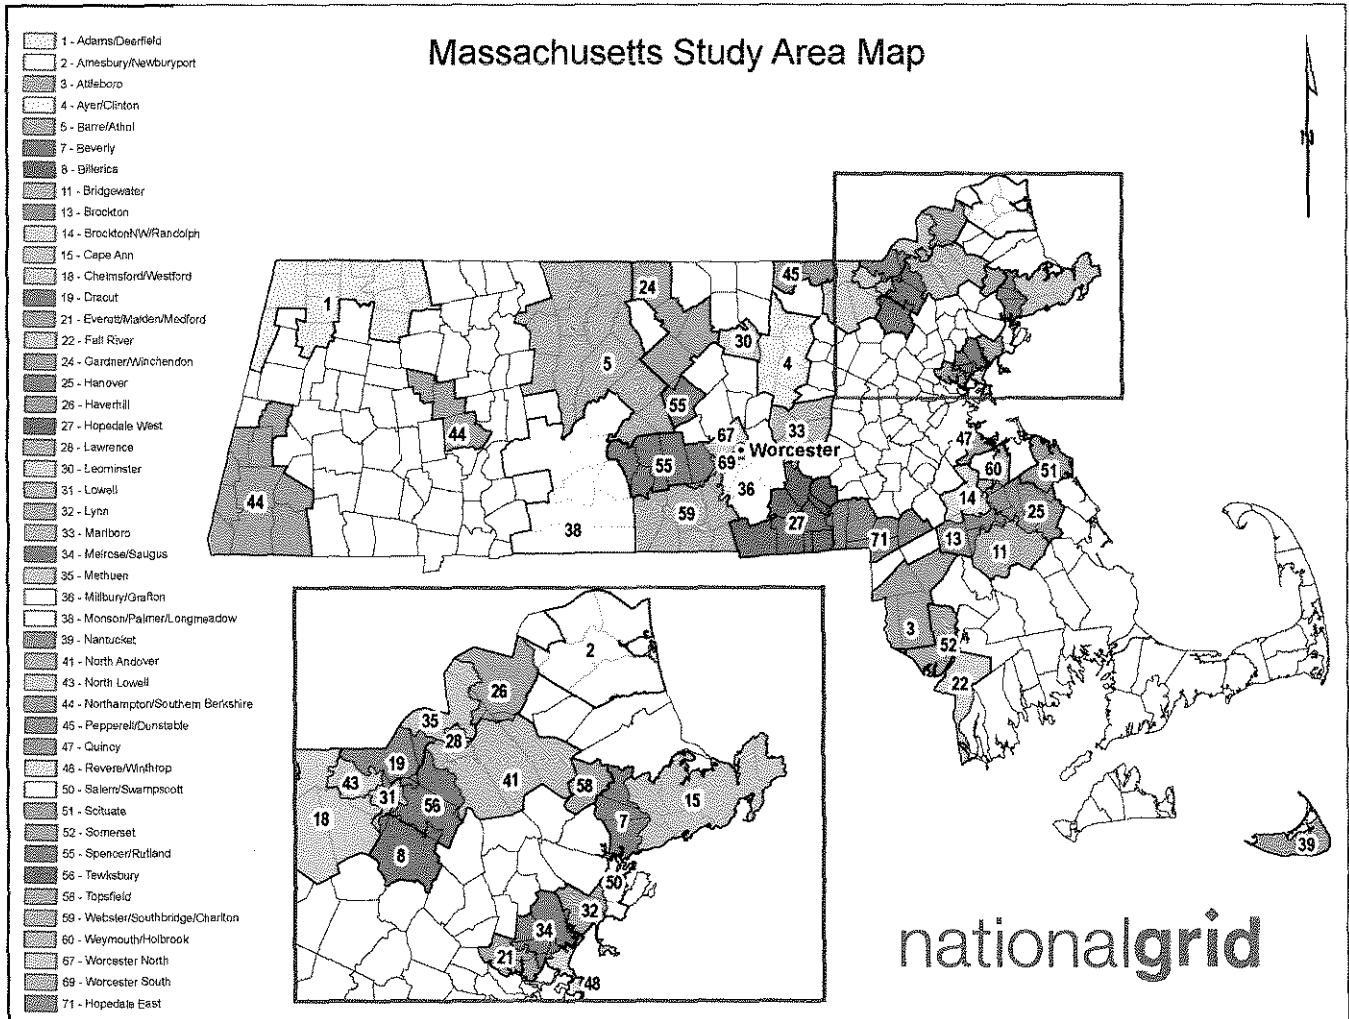 Massachusetts Study Area Map
1 - Adams/Deerfield
2 - Amesbury/Newburyport
3 - Attleboro
4 - Ayer/Clinton
5 - Barre/Athol
7 - Beverly
8 - Billerica
11 - Bridgewater
13 - Brockton
14 - BrocktonNW/Randolph
15 - Cape Ann
18 - Chelmsford/Westford
19 - Dracut
21 - Everett/Malden/Medford
22 - Fall River
24 - Gardner/Winchendon
25 - Hanover
26 - Haverhill
27 - Hopedale West
28 - Lawrence
30 - Leominster
31 - Lowell
32 - Lynn
33 - Marlboro
34 - Melrose/Saugus
35 - Methuen
36 - Millbury/Grafton
38 - Monson/Palmer/Longmeadow
39 - Nantucket
41 - North Andover
43 - North Lowell
44 - Northampton/Southern Berkshire
45 - Pepperell/Dunstable
47 - Quincy
48 - Revere/Winthrop
50 - Salem/Swampscott
51 - Scituate
52 - Somerset
55 - Spencer/Rutland
56 - Tewksbury
58 - Topsfield
59 - Webster/Southbridge/Charlton
60 - Weymouth/Holbrook
67 - Worcester North
69 - Worcester South
71 - Hopedale East
N
1
24
45
30
5
4
55
44
67
33
Worcester
47
55
69
60
51
36
14
44
59
27
25
38
71
13
11
3
52
22
39
2
26
35
28
19
41
43
58
15
31
56
18
7
8
50
32
34
21
48
nationalgrid